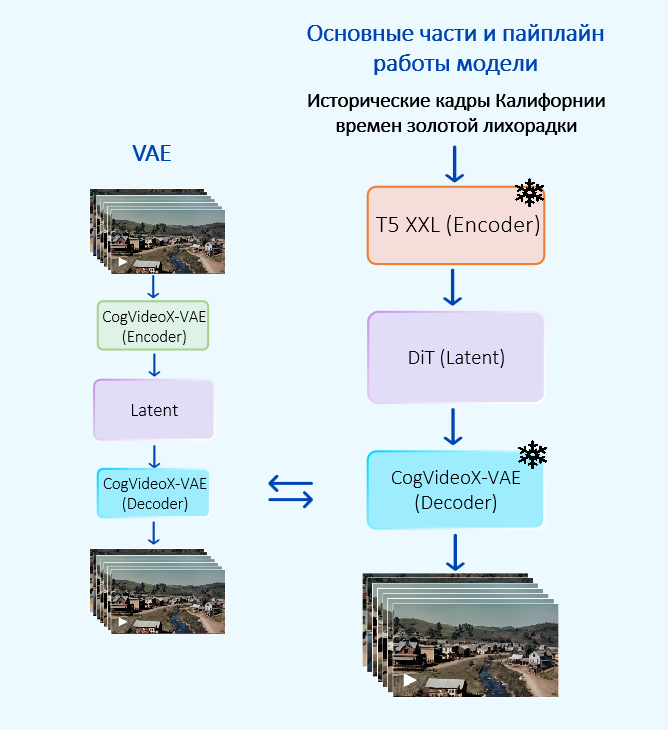 Основные части и пайплайн
работы модели
Исторические кадры Калифорнии
времен золотой лихорадки
VAE
CogVideoX-VAE
(Encoder)
Latent
CogVideoX-VAE
(Decoder)
T5 XXL (Encoder)
DiT (Latent)
CogVideoX-VAE
(Decoder)